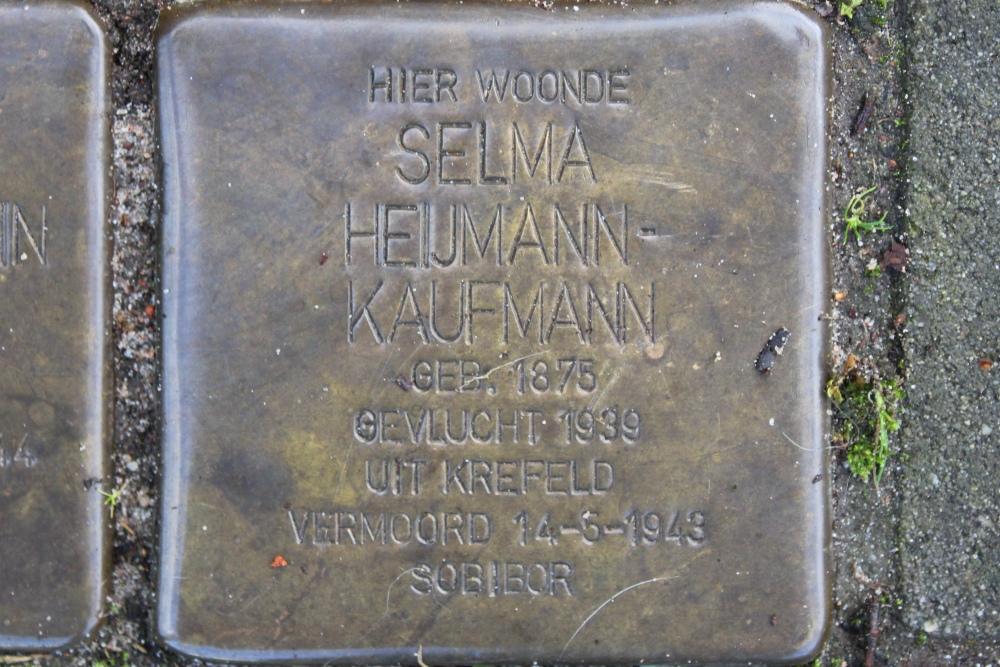 HIER WOONDE
SELMA
HEIJMANN-
KAUFMANN
GEB. 1875
GEVLUCHT 1939
UIT KREFELD
VERMOORD 14-5-1943
SOBIBOR